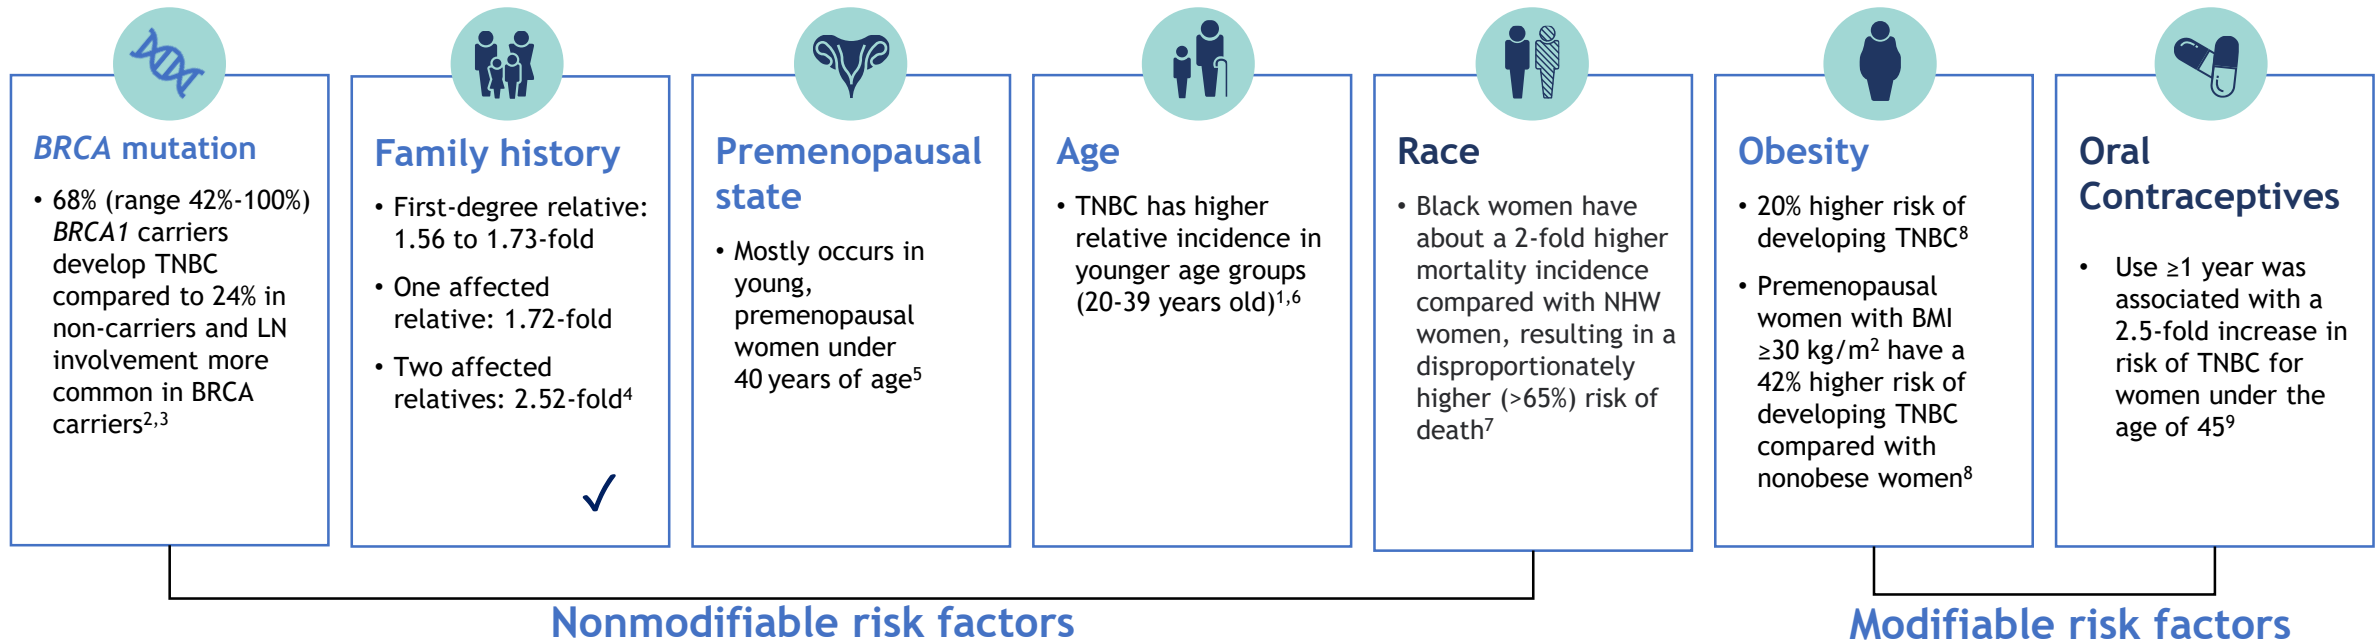 BRCA mutation
• 68% (range 42%-100%)
BRCA1 carriers
develop TNBC
compared to 24% in
non-carriers and LN
involvement more
common in BRCA
carriers2,3
Family history
• First-degree relative:
1.56 to 1.73-fold
• One affected
relative: 1.72-fold
• Two affected
relatives: 2.52-fold4
✓
Premenopausal
state
• Mostly occurs in
young,
premenopausal
women under
40 years of age5
Age
• TNBC has higher
relative incidence in
younger age groups
(20-39 years old)1,6
Race
• Black women have
about a 2-fold higher
mortality incidence
compared with NHW
women, resulting in a
disproportionately
higher (>65%) risk of
death7
Obesity
• 20% higher risk of
developing TNBC8
• Premenopausal
women with BMI
≥30 kg/m2 have a
42% higher risk of
developing TNBC
compared with
nonobese women8
Oral
Contraceptives
• Use ≥1 year was
associated with a
2.5-fold increase in
risk of TNBC for
women under the
age of 459
Nonmodifiable risk factors
Modifiable risk factors